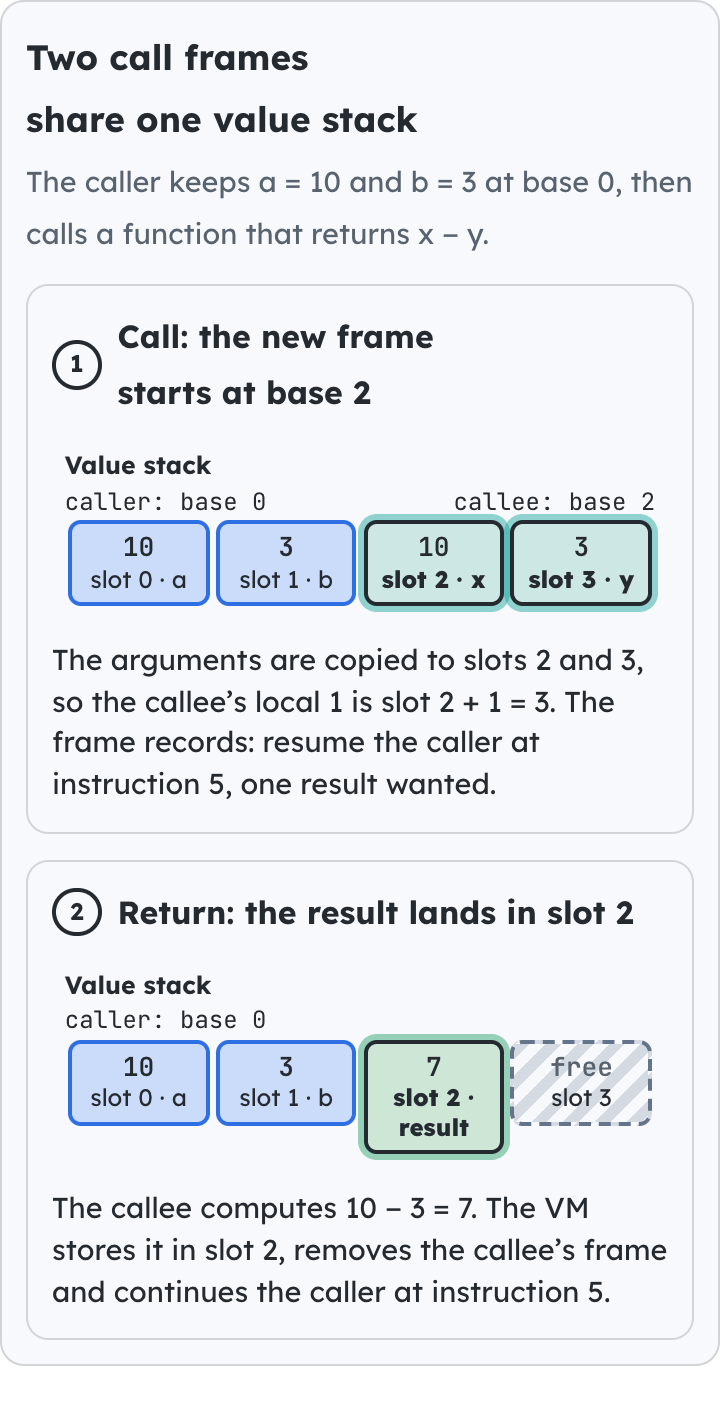 Two call frames
share one value stack
The caller keeps a = 10 and b = 3 at base 0, then
calls a function that returns x − y.
1
Call: the new frame
starts at base 2
Value stack
caller: base 0 callee: base 2
10 3 10 3
slot 0 · a slot 1 · b slot 2 · x slot 3 · y
The arguments are copied to slots 2 and 3,
so the callee’s local 1 is slot 2 + 1 = 3. The
frame records: resume the caller at
instruction 5, one result wanted.
2 Return: the result lands in slot 2
Value stack
caller: base 0
10 3 7 free
slot 0 · a slot 1 · b slot 2 · slot 3
result
The callee computes 10 − 3 = 7. The VM
stores it in slot 2, removes the callee’s frame
and continues the caller at instruction 5.